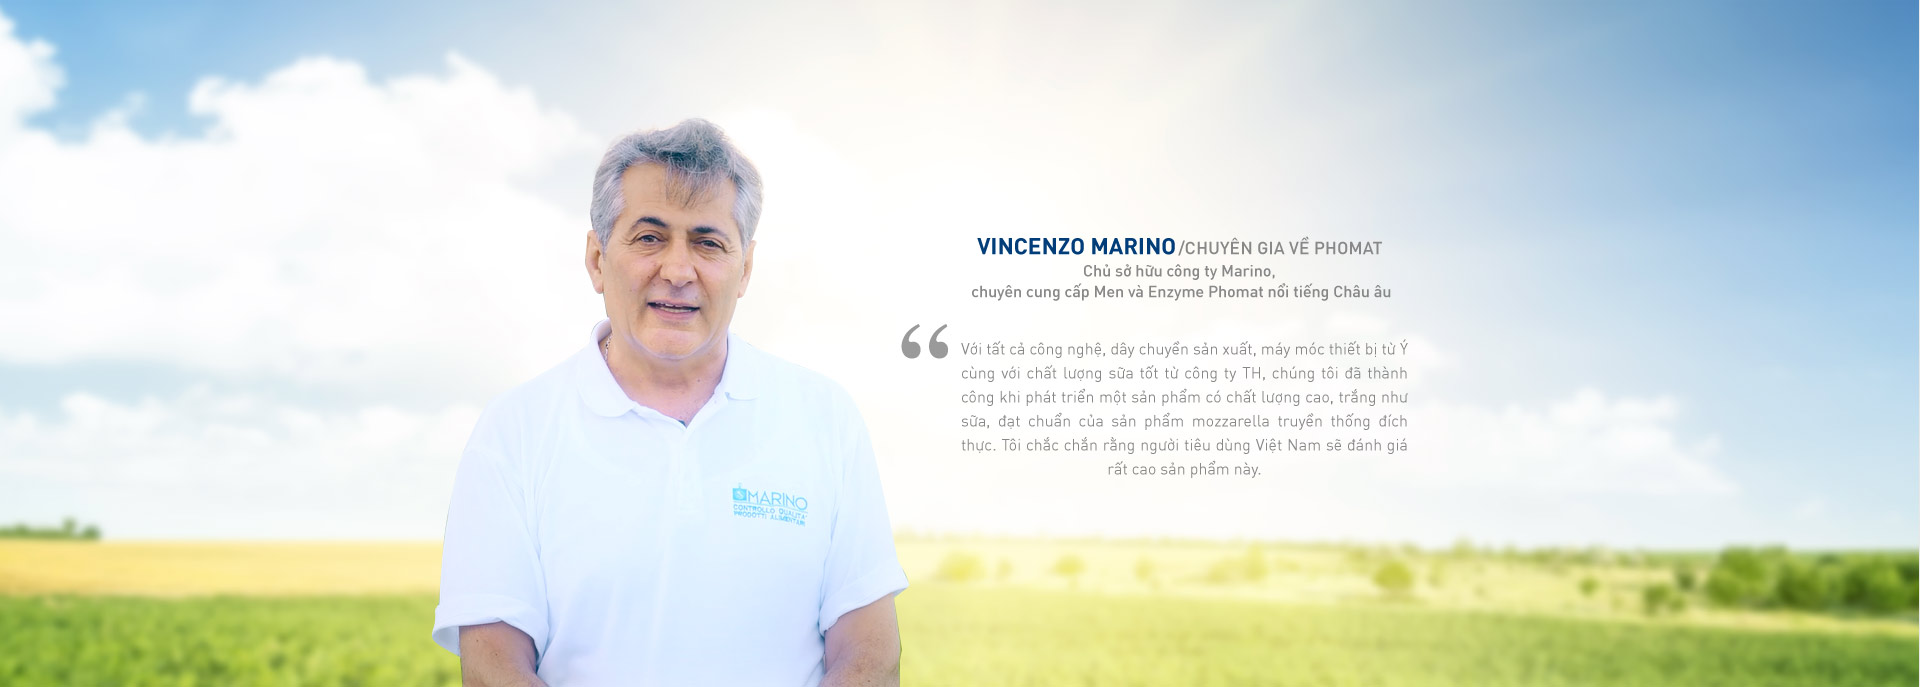 VINCENZO MARINO/CHUYÊN GIA VỀ PHOMAT
Chủ sở hữu công ty Marino,
chuyên cung cấp Men và Enzyme Phomat nổi tiếng Châu âu
“ Với tất cả công nghệ, dây chuyền sản xuất, máy móc thiết bị từ Ý
cùng với chất lượng sữa tốt từ công ty TH, chúng tôi đã thành
công khi phát triển một sản phẩm có chất lượng cao, trắng như
sữa, đạt chuẩn của sản phẩm mozzarella truyền thống đích
thực. Tôi chắc chắn rằng người tiêu dùng Việt Nam sẽ đánh giá
rất cao sản phẩm này.
MARINO
CONTROLLO QUALITA'
PRODOTTI ALIMENTARI